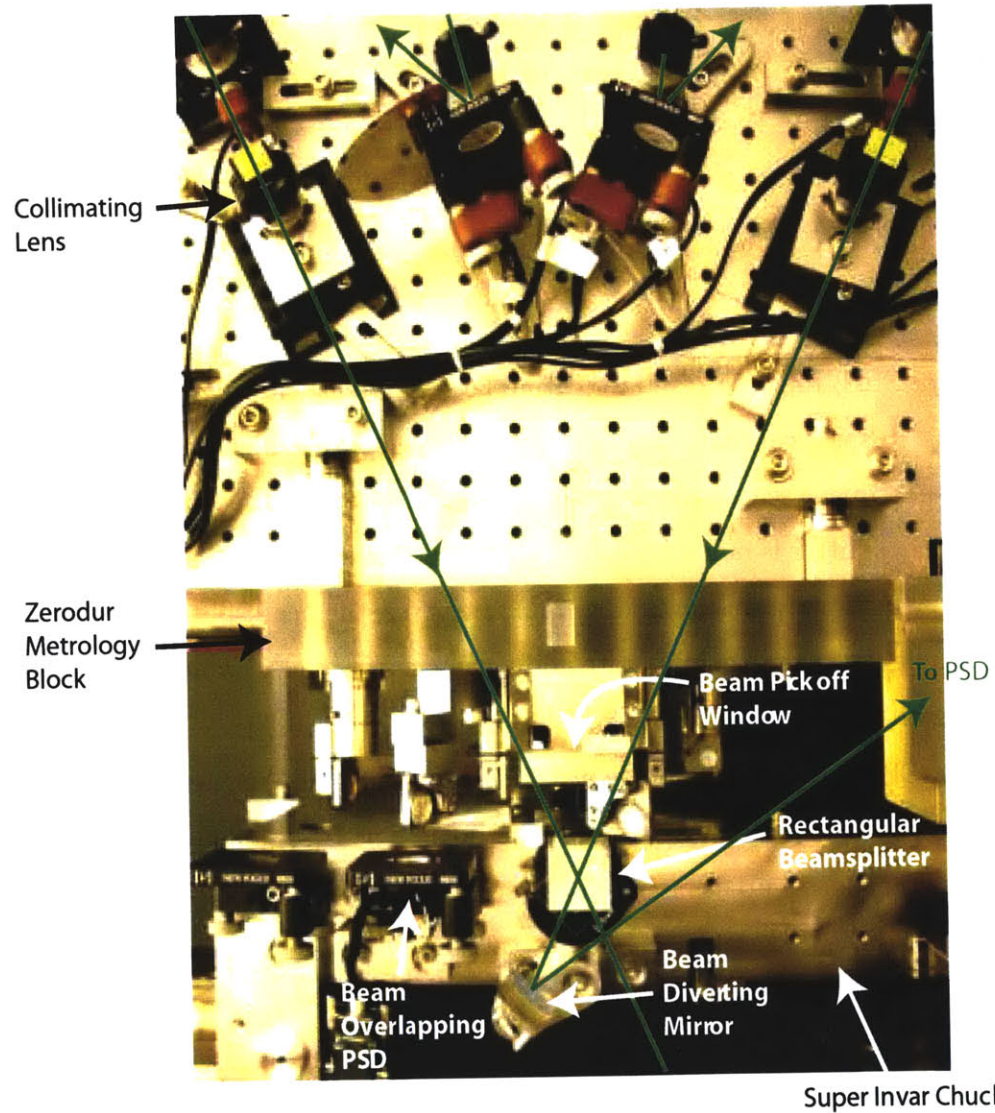 Collimating
Lens
Zerodur
Metrology
Block
To PSD
Beam Pickoff
Window
Rectangular
Beamsplitter
Beam
Diverting
Mirror
Beam
Overlapping
PSD
Super Invar Chuc